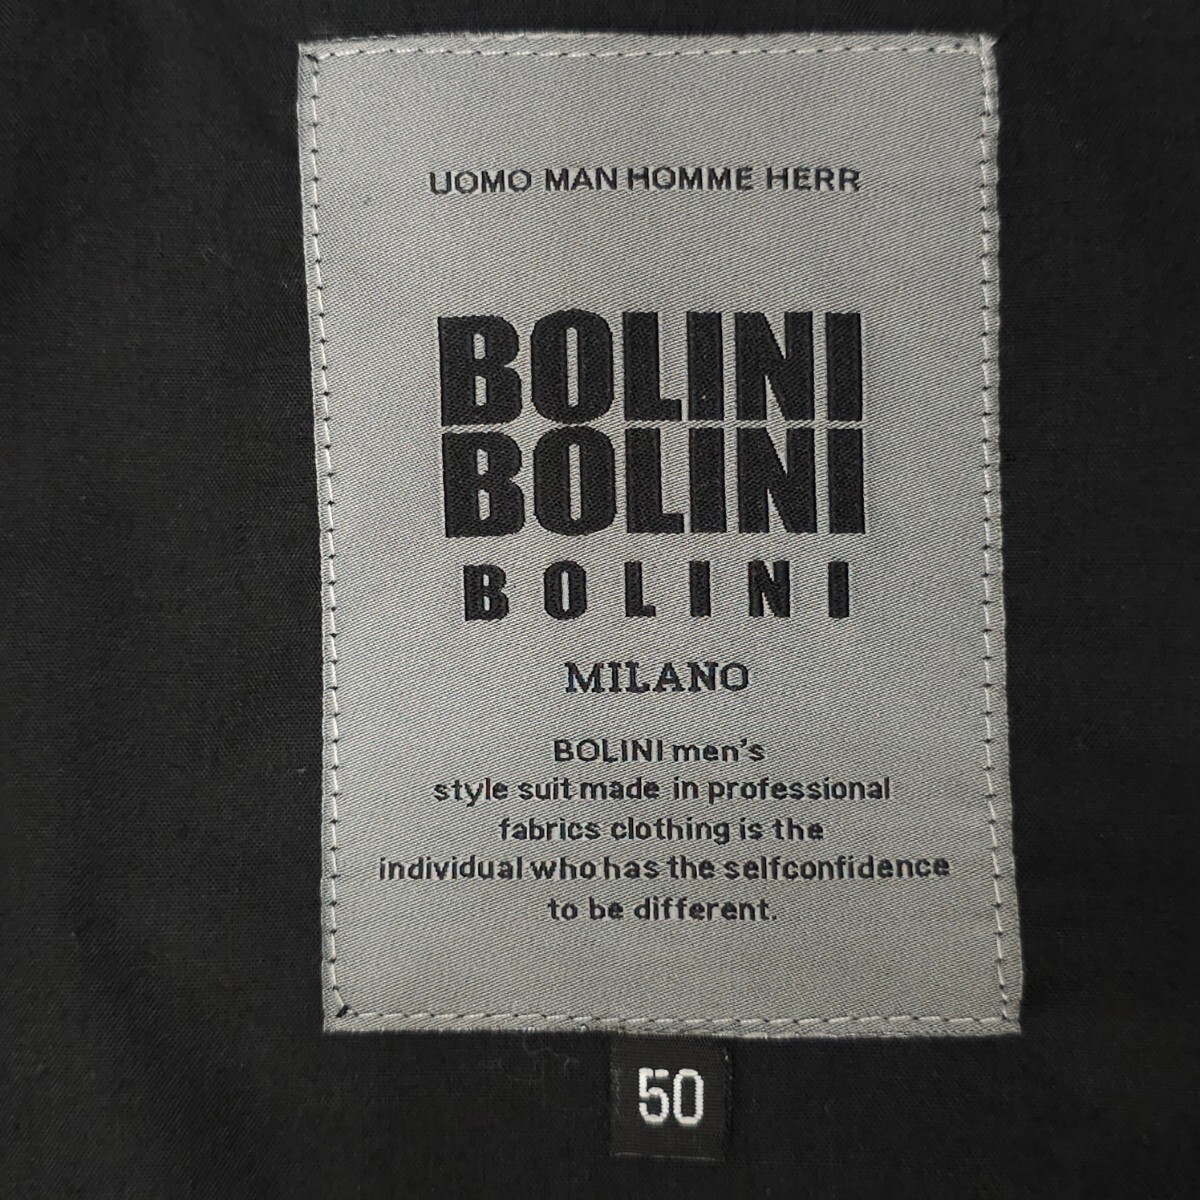 UOMO MAN HOMME HERR
BOLINI
BOLINI
BOLINI
MILANO
BOLINI men's
style suit made in professional
fabrics clothing is the
individual who has the selfconfidence
to be different.
50